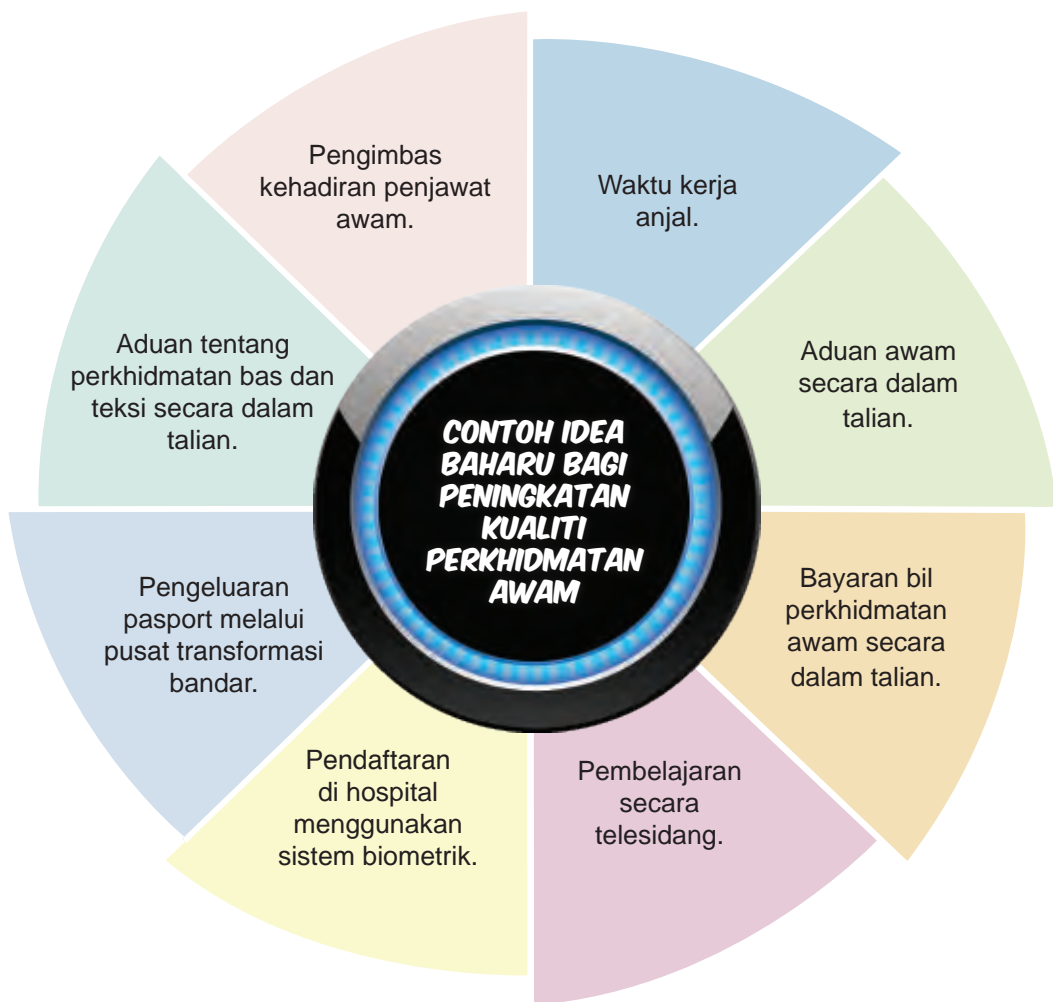 CONTOH IDEA
BAHARU BAGI
PENINGKATAN
KUALITI
PERKHIDMATAN
AWAM
Waktu kerja
anjal.
Aduan awam
secara dalam
talian.
Bayaran bil
perkhidmatan
awam secara
dalam talian.
Pembelajaran
secara
telesidang.
Pendaftaran
di hospital
menggunakan
sistem biometrik.
Pengeluaran
pasport melalui
pusat transformasi
bandar.
Aduan tentang
perkhidmatan bas dan
teksi secara dalam
talian.
Pengimbas
kehadiran penjawat
awam.